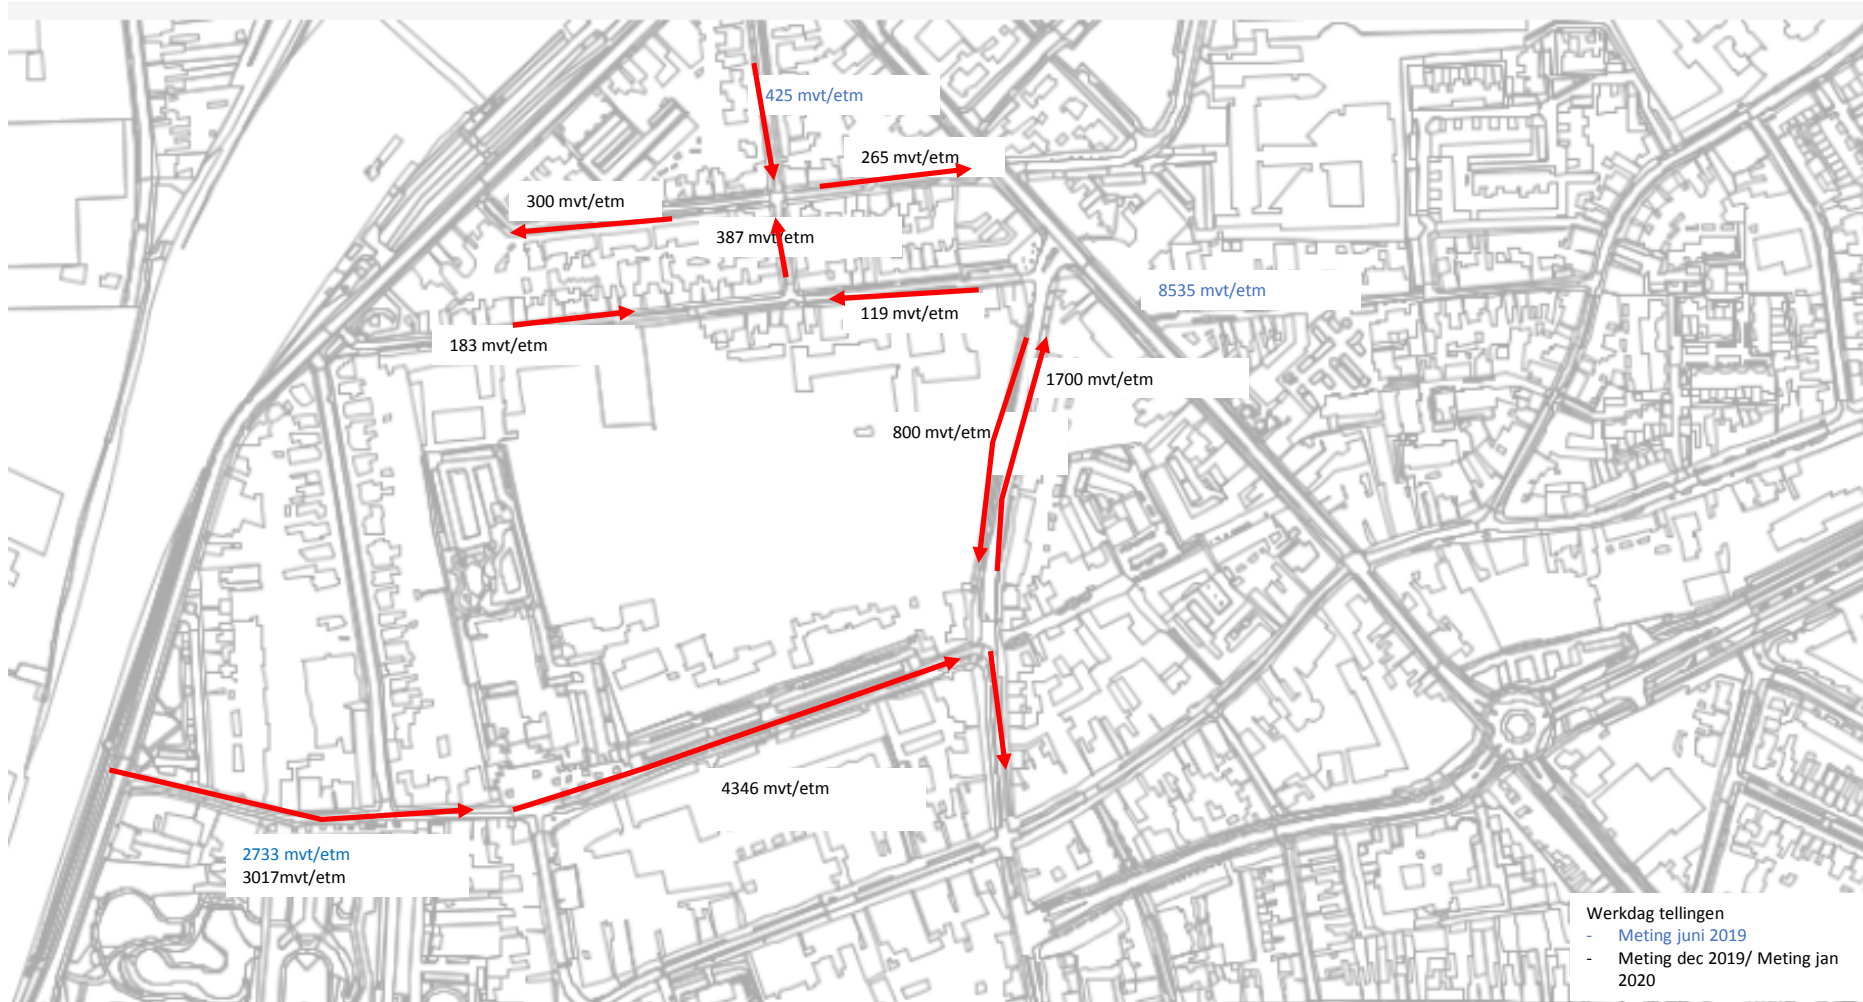 425 mvt/etm
265 mvt/etm
300 mvt/etm
387 mvt/etm
8535 mvt/etm
119 mvt/etm
183 mvt/etm
1700 mvt/etm
800 mvt/etm
4346 mvt/etm
2733 mvt/etm
3017mvt/etm
Werkdag tellingen
- Meting juni 2019
- Meting dec 2019/ Meting jan
2020